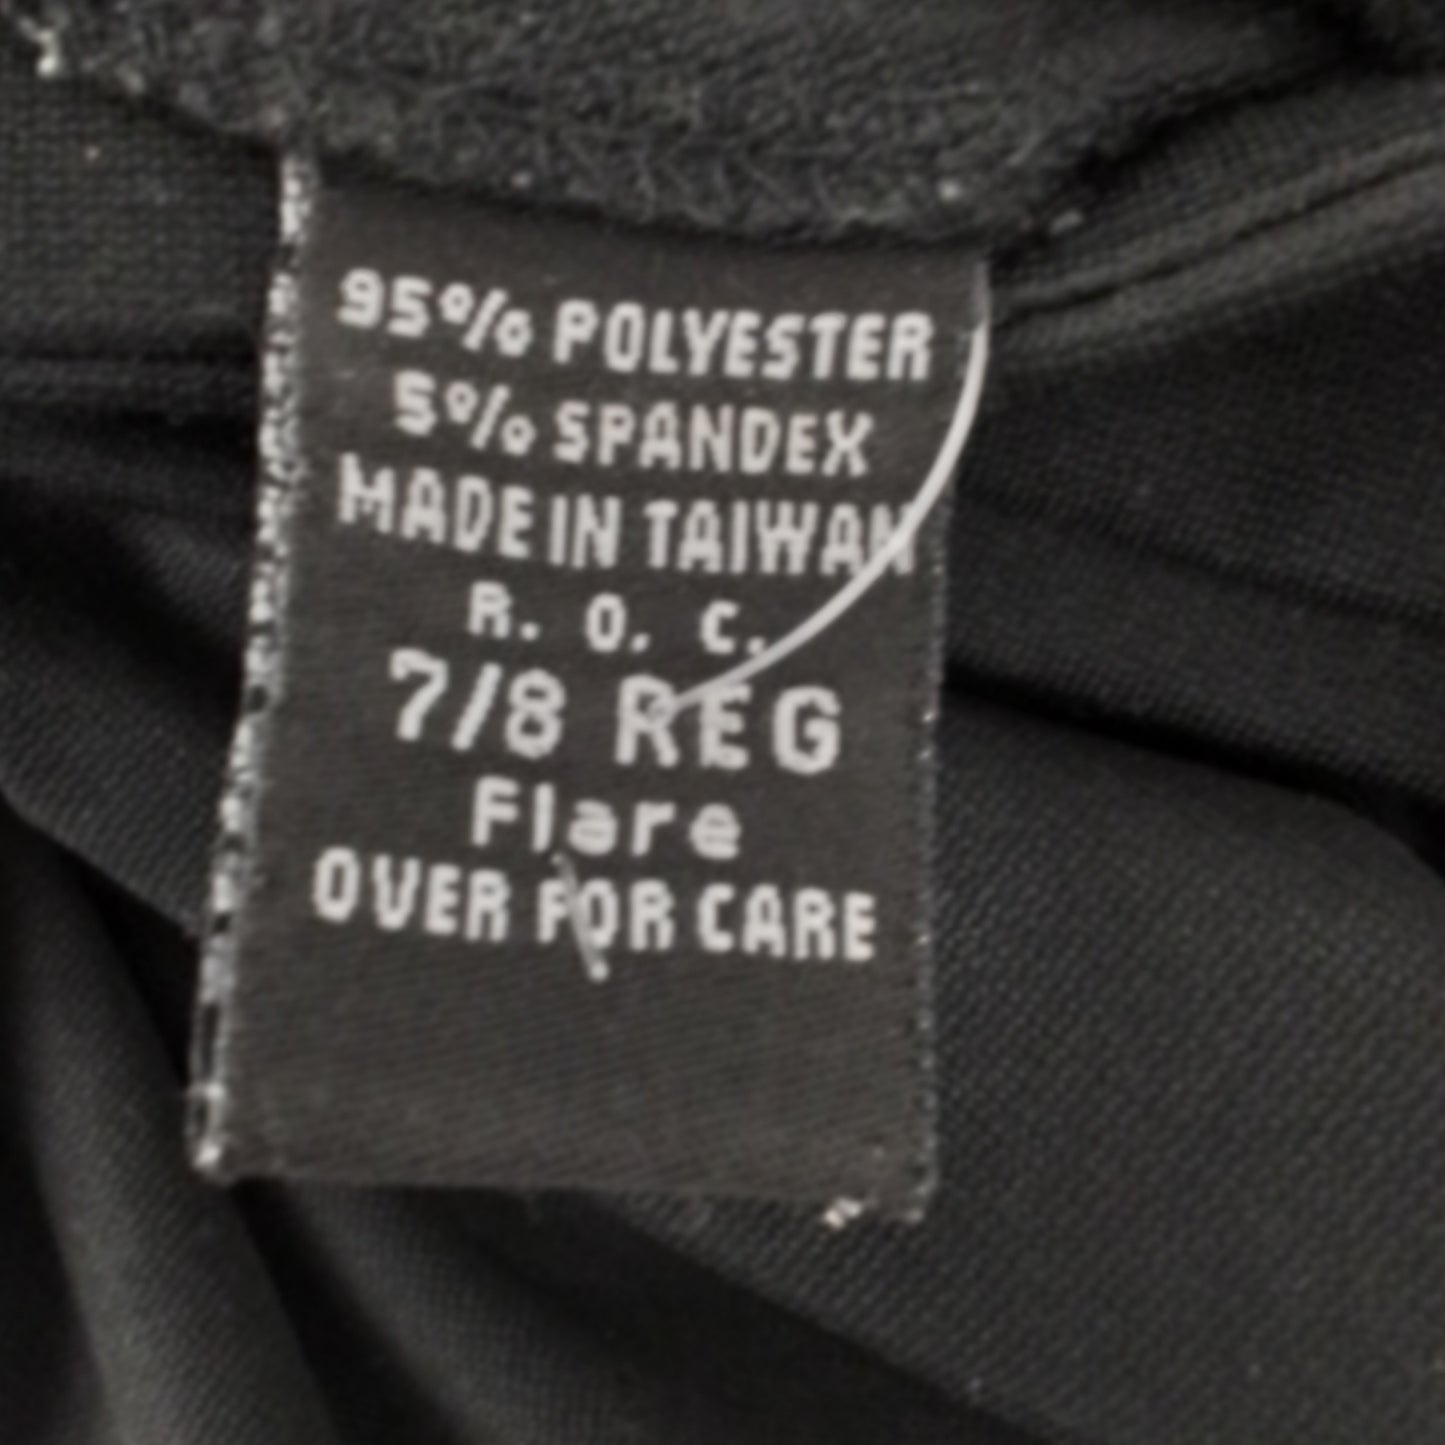 95% POLYESTER
5% SPANDEX
MADE IN TAIWAN
R. O. C.
7/8 REG
Flare
OVER FOR CARE